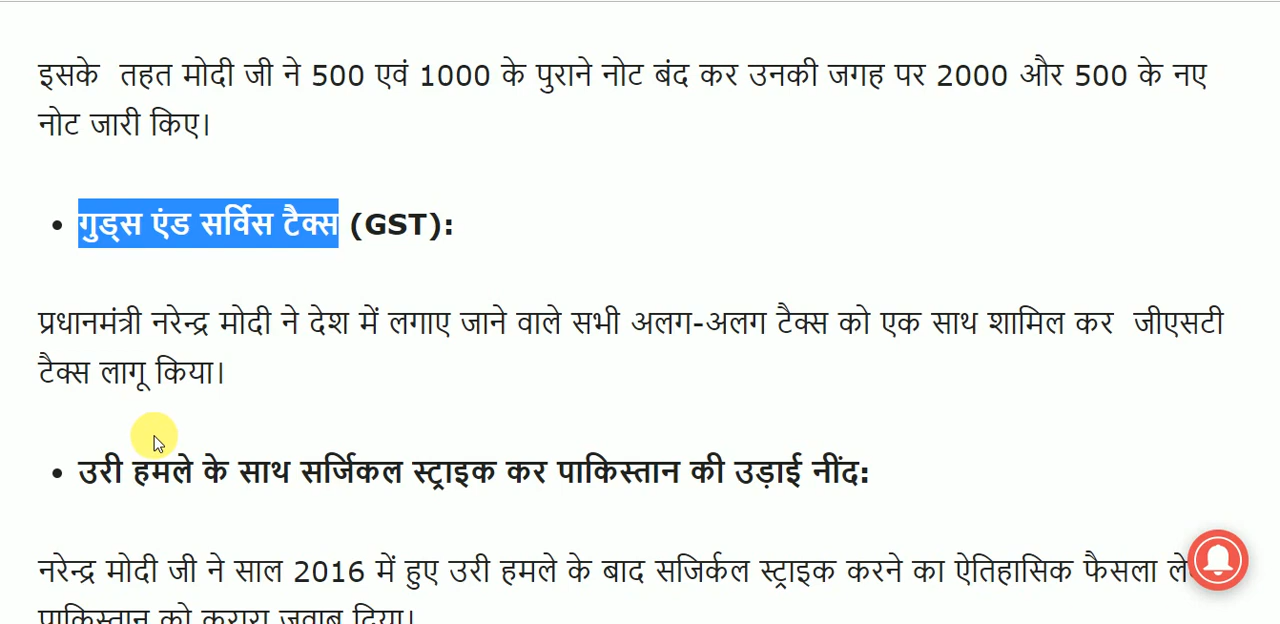 इसके तहत मोदी जी ने 500 एवं 1000 के पुराने नोट बंद कर उनकी जगह पर 2000 और 500 के नए
नोट जारी किए।
• गुड्स एंड सर्विस टैक्स (GST):
प्रधानमंत्री नरेन्द्र मोदी ने देश में लगाए जाने वाले सभी अलग-अलग टैक्स को एक साथ शामिल कर जीएसटी
टैक्स लागू किया।
• उरी हमले के साथ सर्जिकल स्ट्राइक कर पाकिस्तान की उड़ाई नींद:
नरेन्द्र मोदी जी ने साल 2016 में हुए उरी हमले के बाद सजिर्कल स्ट्राइक करने का ऐतिहासिक फैसला
पाकिस्तान को करारा जवाब दिया।